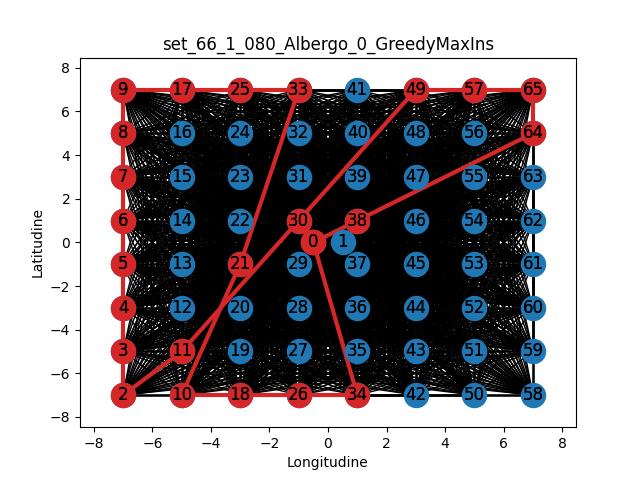 set_66_1_080_Albergo_0_GreedyMaxIns
8
9 17 25 33 41 49 57 65
6
8 16 24 32 40 48 56 64
4
7 15 23 31 39 47 55 63
2
6 14 22 30 38 46 54 62
0
0 1
5 13 21 29 37 45 53 61
−2
4 12 20 28 36 44 52 60
−4
3 11 19 27 35 43 51 59
−6
2 10 18 26 34 42 50 58
−8
Latitudine
−8 −6 −4 −2 0 2 4 6 8
Longitudine